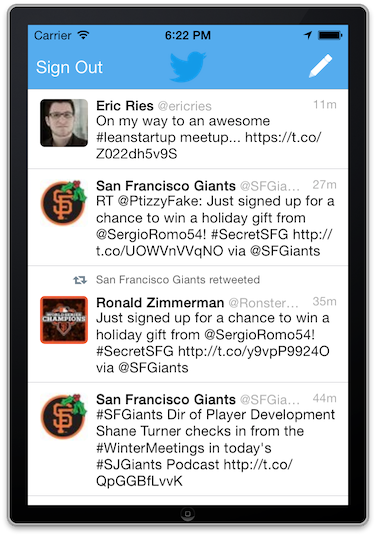 Carrier 6:22 PM
Sign Out
Eric Ries @ericries 11m
On my way to an awesome
#leanstartup meetup... https://t.co/
Z022dh5v9S
San Francisco Giants @SFGia... 27m
RT @PtizzyFake: Just signed up for a
chance to win a holiday gift from
@SergioRomo54! #SecretSFG http://
t.co/UOWVnVVqNO via @SFGiants
San Francisco Giants retweeted
Ronald Zimmerman @Ronster... 35m
WORLD SERIES
CHAMPIONS
Just signed up for a chance to win a
holiday gift from @SergioRomo54!
#SecretSFG http://t.co/y9vpP9924O
via @SFGiants
San Francisco Giants @SFGia... 44m
#SFGiants Dir of Player Development
Shane Turner checks in from the
#WinterMeetings in today's
#SJGiants Podcast http://t.co/
QpGGBfLvvK